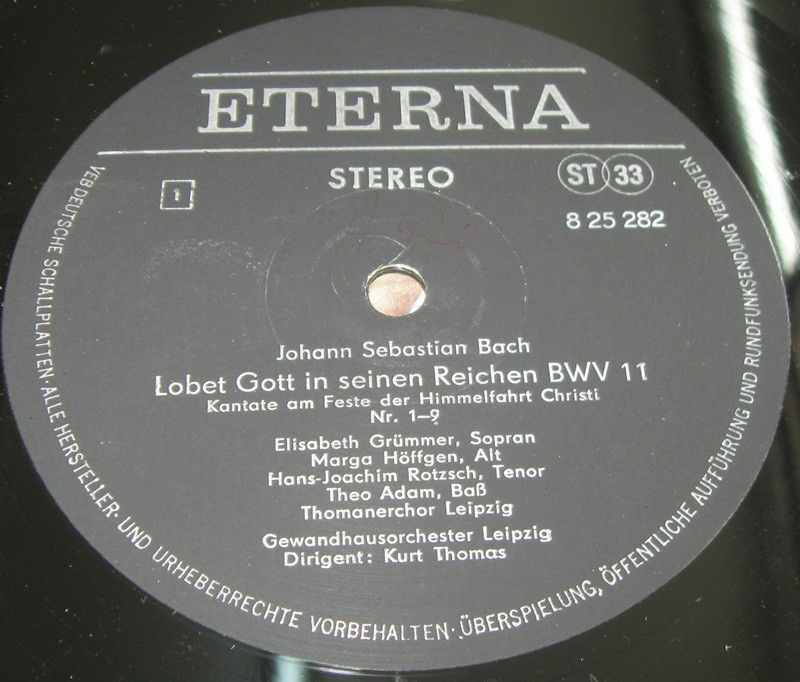 ETERNA
STEREO
ST 33
1
8 25 282
Johann Sebastian Bach
Lobet Gott in seinen Reichen BWV 11
Kantate am Feste der Himmelfahrt Christi
Nr. 1–9
Elisabeth Grümmer, Sopran
Marga Höffgen, Alt
Hans-Joachim Rotzsch, Tenor
Theo Adam, Baß
Thomanerchor Leipzig
Gewandhausorchester Leipzig
Dirigent: Kurt Thomas
VEB DEUTSCHE SCHALLPLATTEN · ALLE HERSTELLER- UND URHEBERRECHTE VORBEHALTEN · ÜBERSPIELUNG, ÖFFENTLICHE AUFFÜHRUNG UND RUNDFUNKSENDUNG VERBOTEN